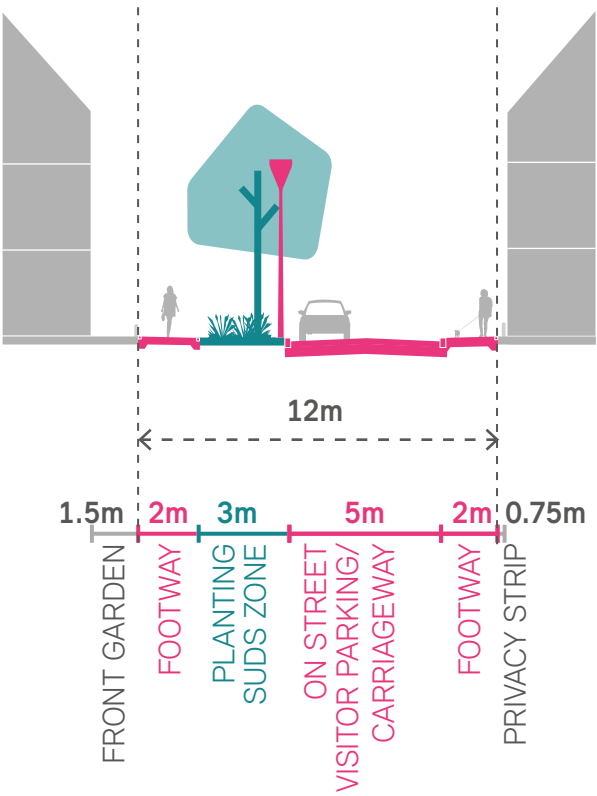 12m
1.5m
2m
3m
5m
2m
0.75m
FRONT GARDEN
FOOTWAY
PLANTING
SUDS ZONE
ON STREET
VISITOR PARKING/
CARRIAGEWAY
FOOTWAY
PRIVACY STRIP